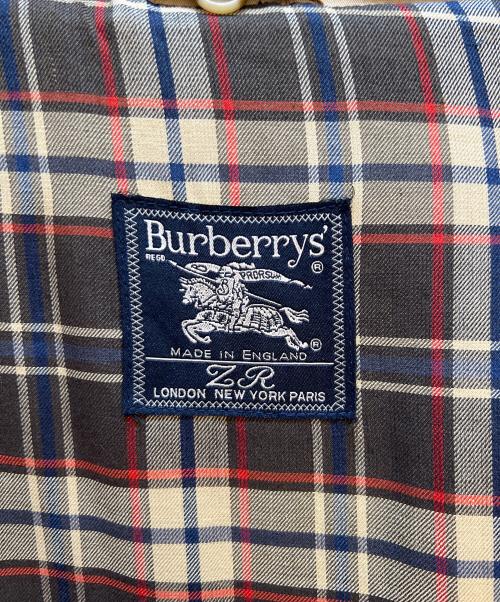 Burberrys'
REGD.
PRORSUM
®
®
MADE IN ENGLAND
ZR
LONDON NEW YORK PARIS